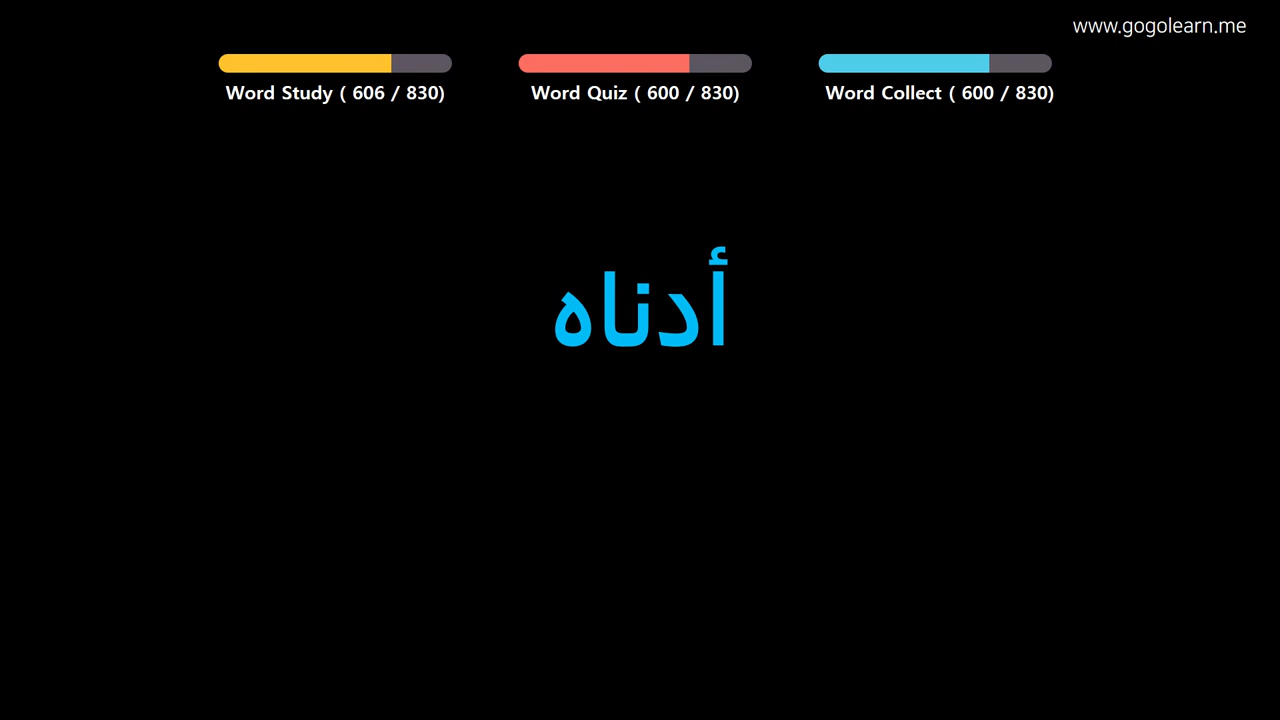 www.gogolearn.me
Word Study ( 606 / 830)
Word Quiz ( 600 / 830)
Word Collect ( 600 / 830)
أدناه